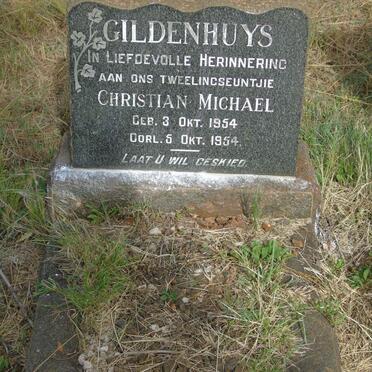 GILDENHUYS
IN LIEFDEVOLLE HERINNERING
AAN ONS TWEELINGSEUNTJIE
CHRISTIAN MICHAEL
GEB. 3 OKT. 1954
OORL. 5 OKT. 1954.
LAAT U WIL GESKIED.